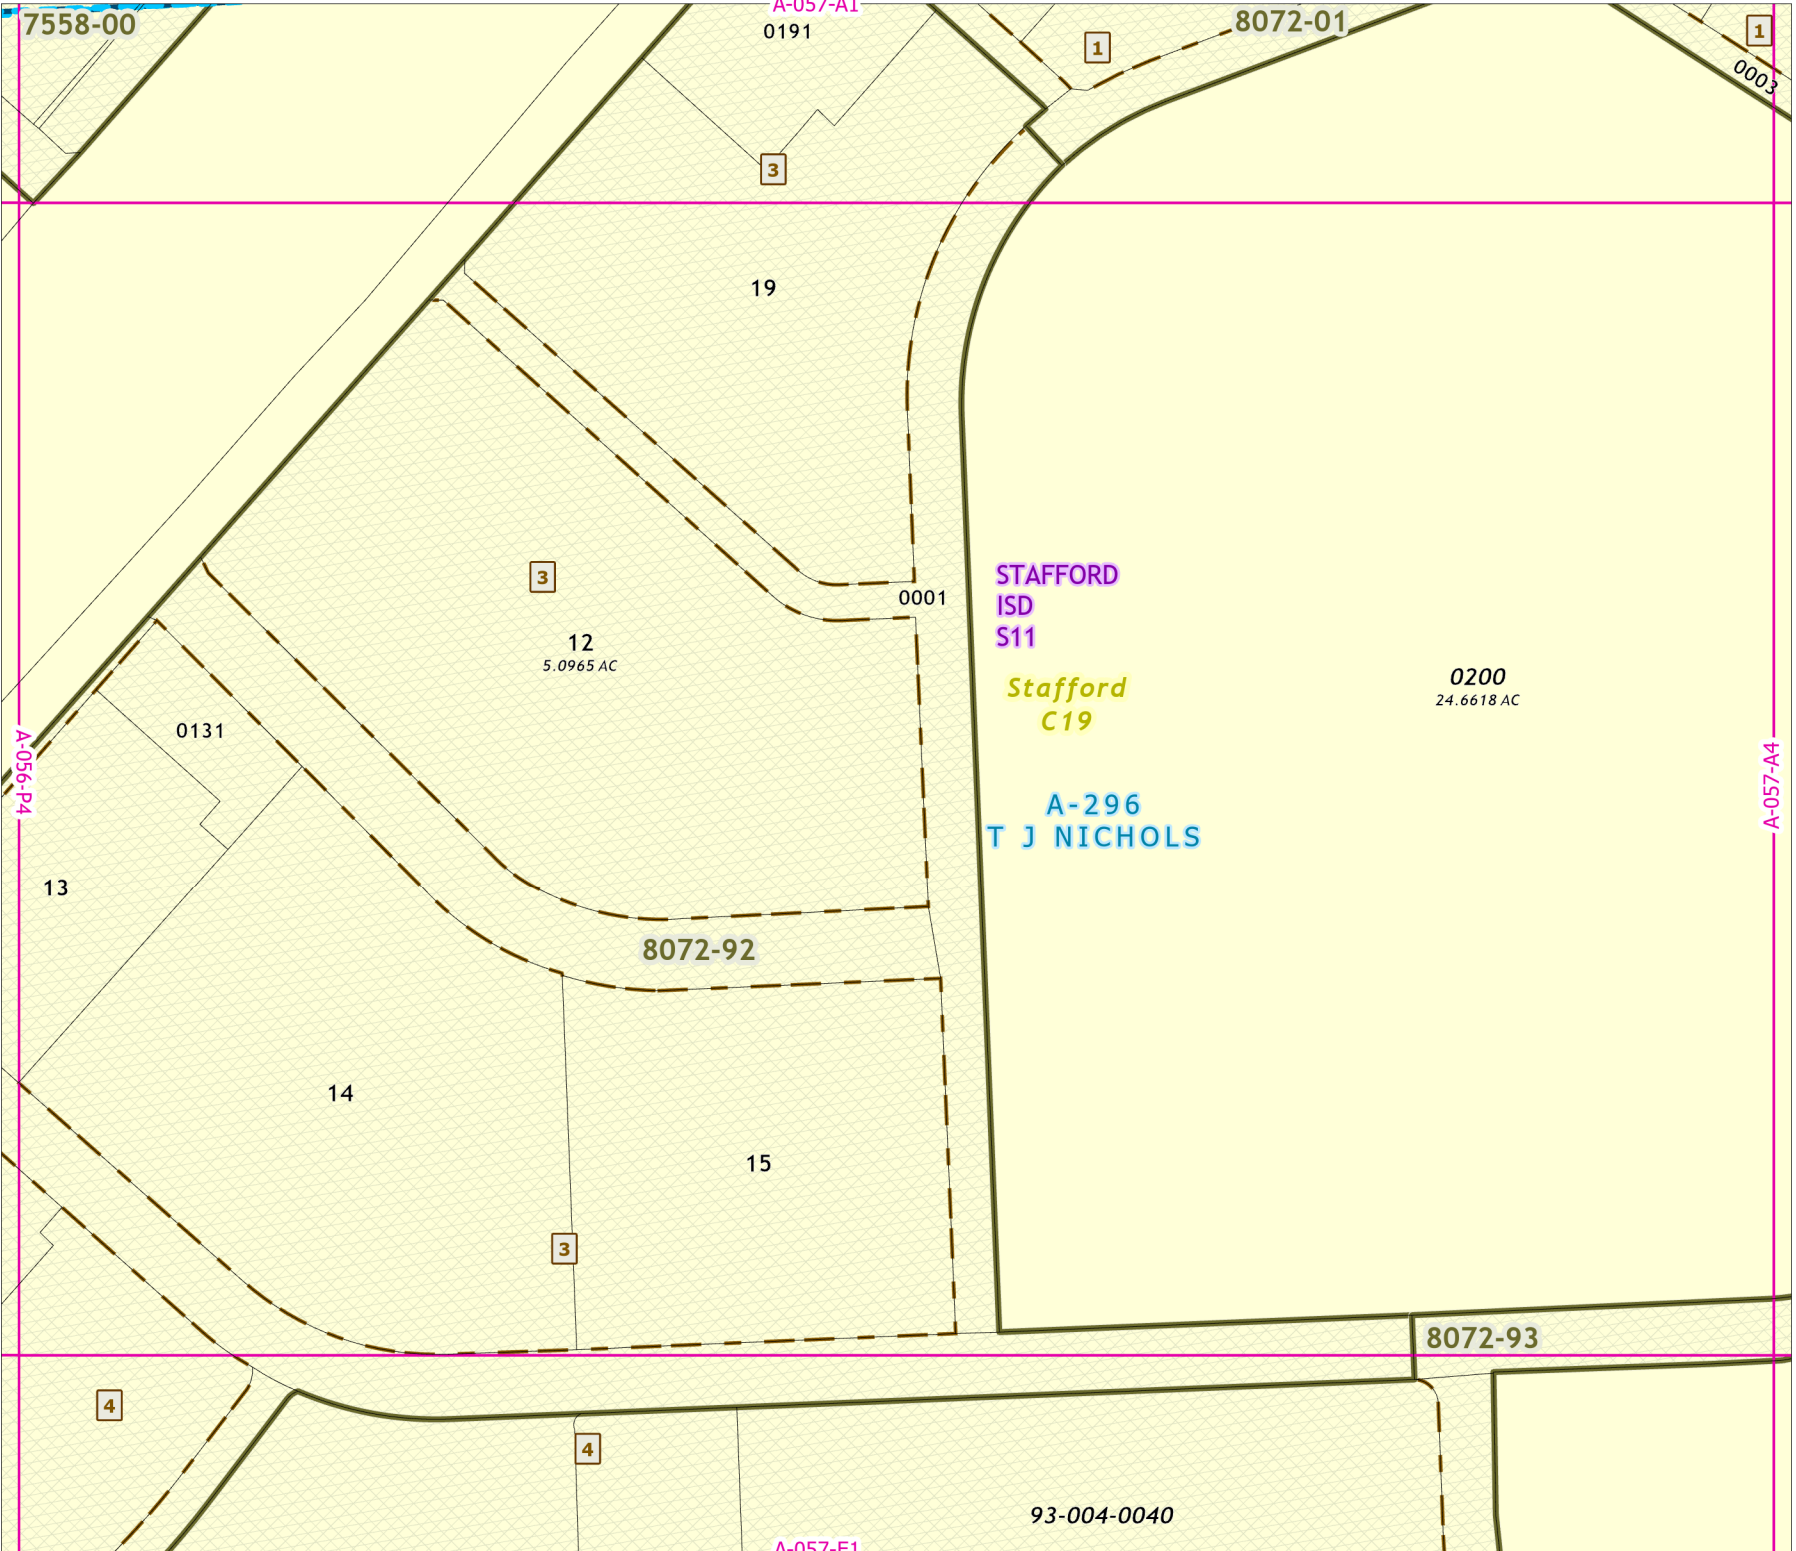 A-057-A1
7558-00
8072-01
0191
1
1
0003
3
19
3
0001
STAFFORD
ISD
S11
12
5.0965 AC
0200
24.6618 AC
Stafford
C19
0131
A-056-P4
A-057-A4
A-296
T J NICHOLS
13
8072-92
14
15
3
8072-93
4
4
93-004-0040
A-057-E1